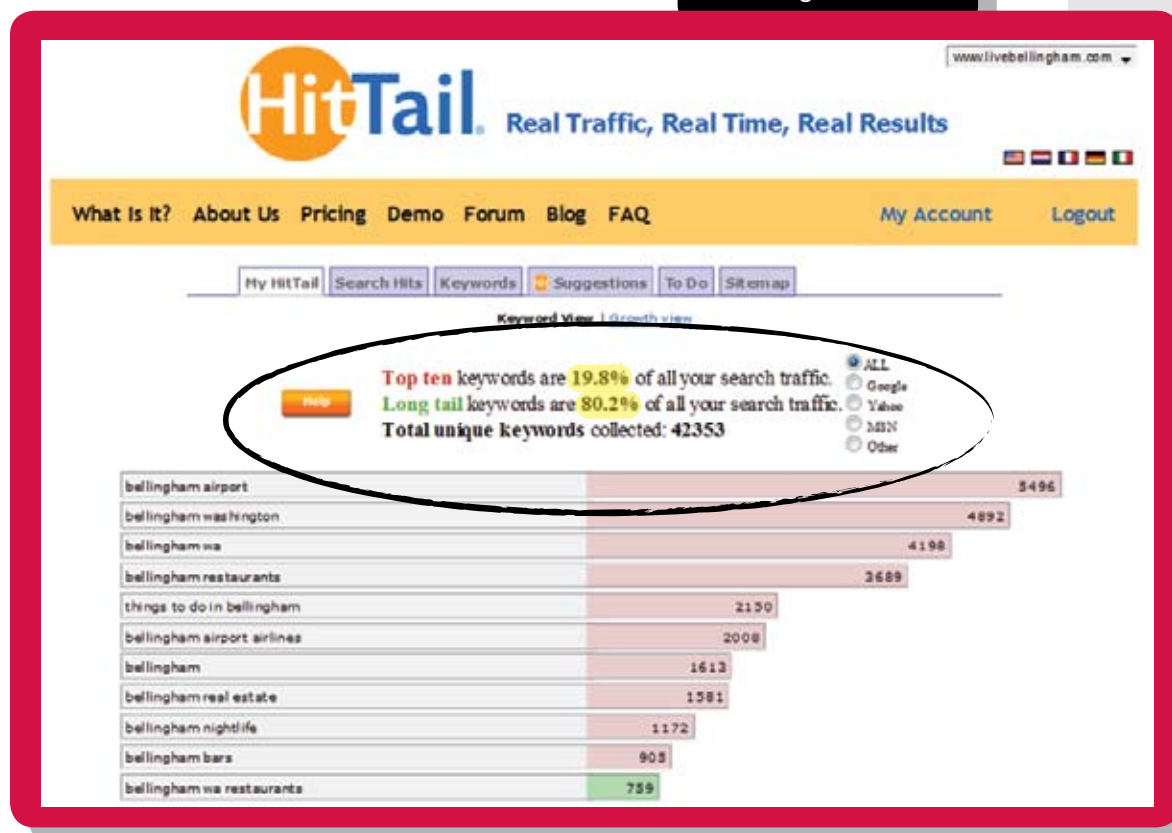 www.livebellingham.com
HitTail® Real Traffic, Real Time, Real Results
What Is It? About Us Pricing Demo Forum Blog FAQ My Account Logout
My HitTail Search Hits Keywords Suggestions To Do Sitemap
Keyword View | Growth view
Help
Top ten keywords are 19.8% of all your search traffic.
Long tail keywords are 80.2% of all your search traffic.
Total unique keywords collected: 42353
ALL
Google
Yahoo
MSN
Other
bellingham airport 5496
bellingham washington 4892
bellingham wa 4198
bellingham restaurants 3689
things to do in bellingham 2150
bellingham airport airlines 2008
bellingham 1613
bellingham real estate 1581
bellingham nightlife 1172
bellingham bars 905
bellingham wa restaurants 759